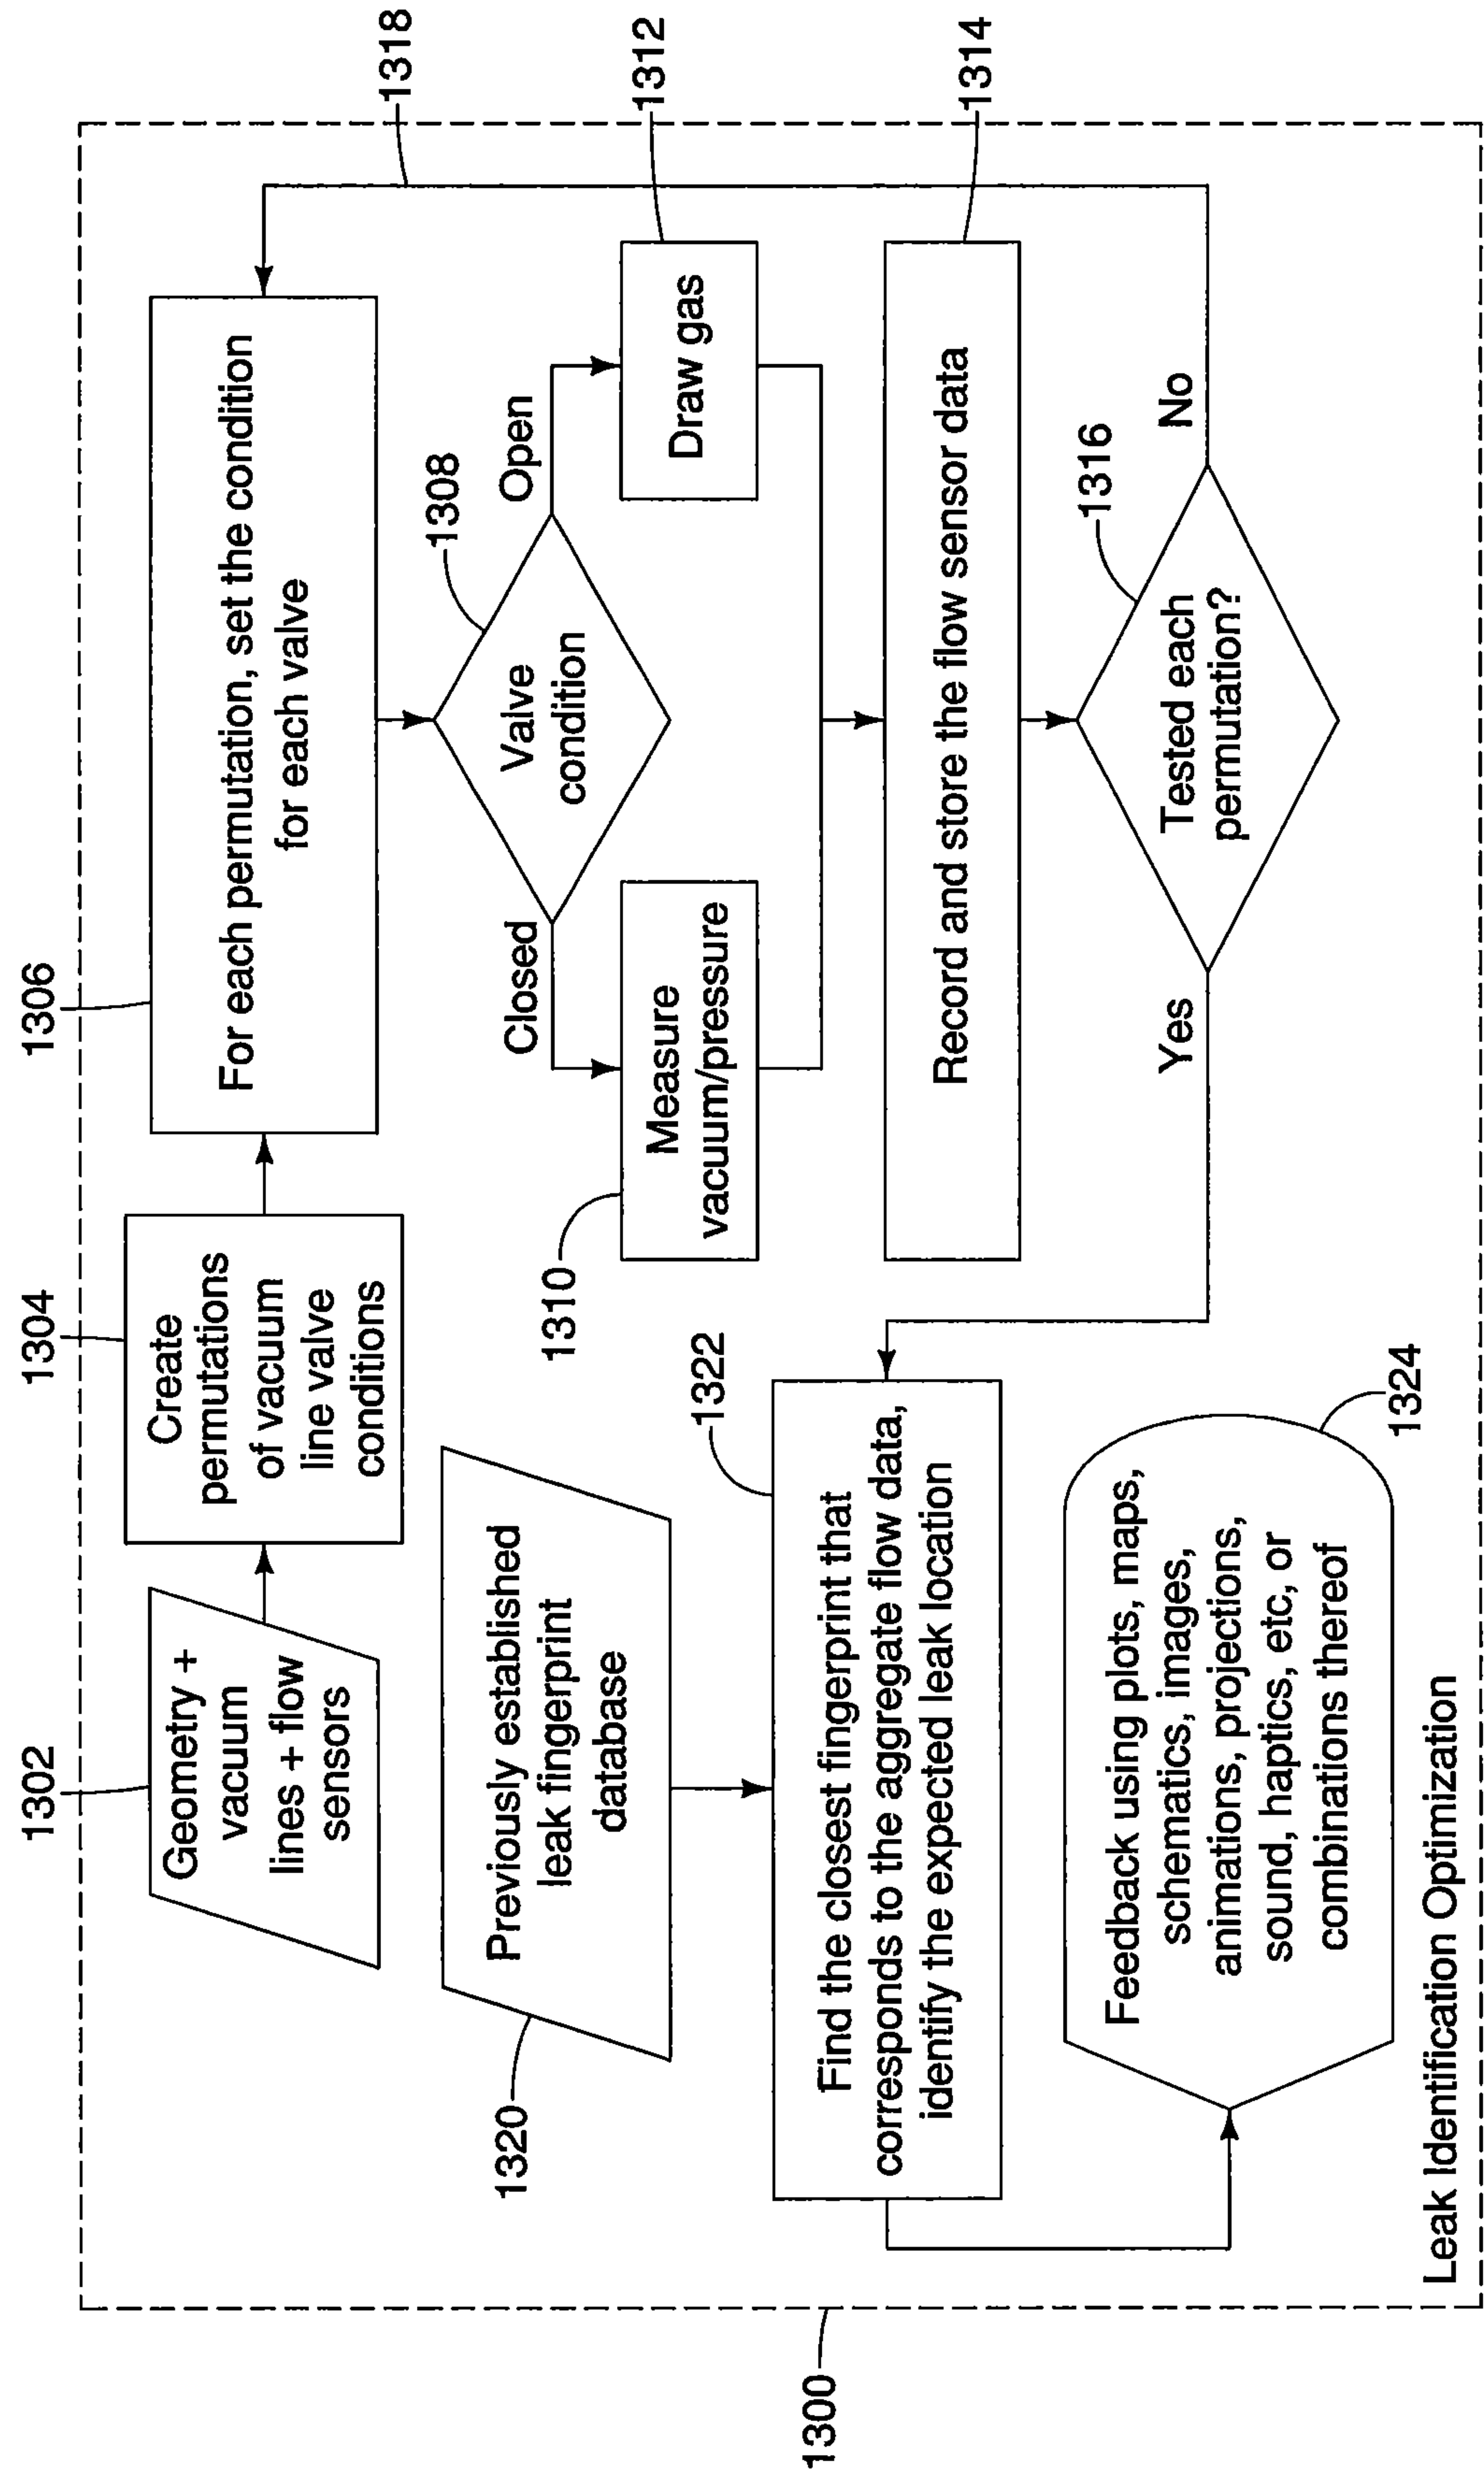 1302
Geometry +
vacuum
lines + flow
sensors
1304
Create
permutations
of vacuum
line valve
conditions
1306
For each permutation, set the condition
for each valve
1308
Valve
condition
Closed
Open
1310
Measure
vacuum/pressure
1312
Draw gas
1314
Record and store the flow sensor data
1316
Tested each
permutation?
Yes
No
1318
1320
Previously established
leak fingerprint
database
1322
Find the closest fingerprint that
corresponds to the aggregate flow data,
identify the expected leak location
1324
Feedback using plots, maps,
schematics, images,
animations, projections,
sound, haptics, etc, or
combinations thereof
Leak Identification Optimization
1300